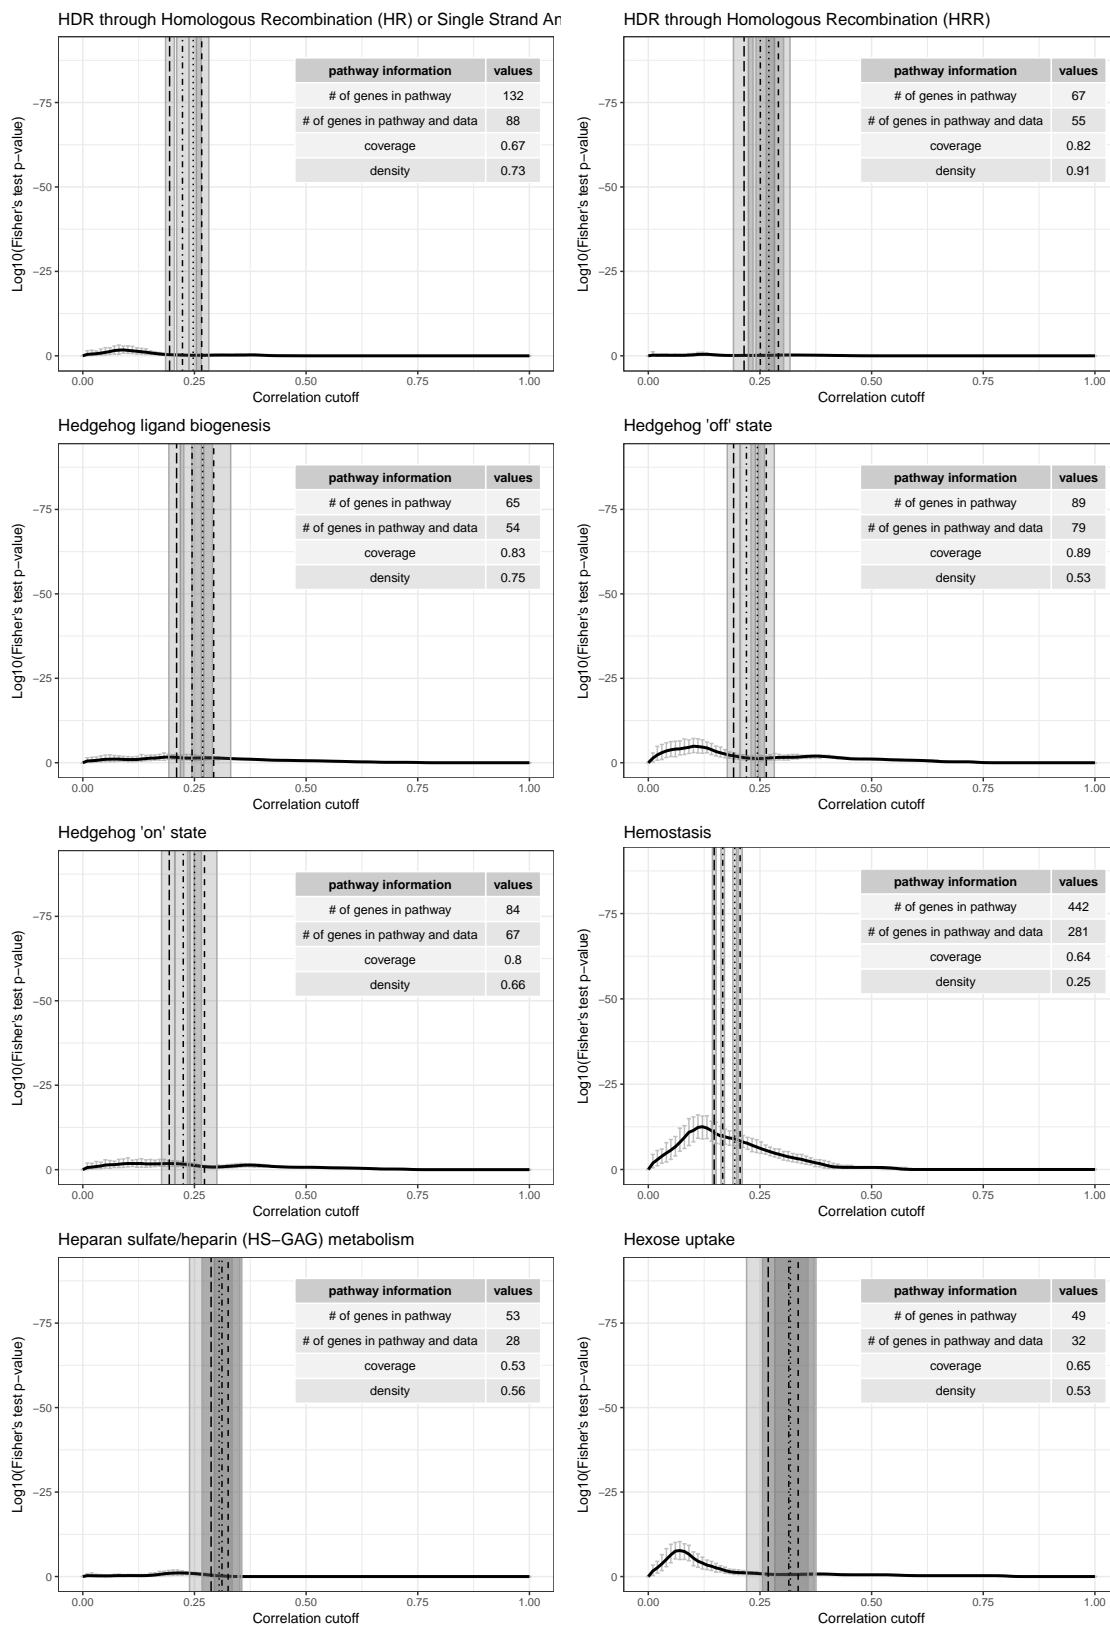 HDR through Homologous Recombination (HR) or Single Strand An
Log10(Fisher's test p−value)
−75
−50
−25
0
pathway information values
# of genes in pathway 132
# of genes in pathway and data 88
coverage 0.67
density 0.73
0.00 0.25 0.50 0.75 1.00
Correlation cutoff
HDR through Homologous Recombination (HRR)
Log10(Fisher's test p−value)
−75
−50
−25
0
pathway information values
# of genes in pathway 67
# of genes in pathway and data 55
coverage 0.82
density 0.91
0.00 0.25 0.50 0.75 1.00
Correlation cutoff
Hedgehog ligand biogenesis
Log10(Fisher's test p−value)
−75
−50
−25
0
pathway information values
# of genes in pathway 65
# of genes in pathway and data 54
coverage 0.83
density 0.75
0.00 0.25 0.50 0.75 1.00
Correlation cutoff
Hedgehog 'off' state
Log10(Fisher's test p−value)
−75
−50
−25
0
pathway information values
# of genes in pathway 89
# of genes in pathway and data 79
coverage 0.89
density 0.53
0.00 0.25 0.50 0.75 1.00
Correlation cutoff
Hedgehog 'on' state
Log10(Fisher's test p−value)
−75
−50
−25
0
pathway information values
# of genes in pathway 84
# of genes in pathway and data 67
coverage 0.8
density 0.66
0.00 0.25 0.50 0.75 1.00
Correlation cutoff
Hemostasis
Log10(Fisher's test p−value)
−75
−50
−25
0
pathway information values
# of genes in pathway 442
# of genes in pathway and data 281
coverage 0.64
density 0.25
0.00 0.25 0.50 0.75 1.00
Correlation cutoff
Heparan sulfate/heparin (HS−GAG) metabolism
Log10(Fisher's test p−value)
−75
−50
−25
0
pathway information values
# of genes in pathway 53
# of genes in pathway and data 28
coverage 0.53
density 0.56
0.00 0.25 0.50 0.75 1.00
Correlation cutoff
Hexose uptake
Log10(Fisher's test p−value)
−75
−50
−25
0
pathway information values
# of genes in pathway 49
# of genes in pathway and data 32
coverage 0.65
density 0.53
0.00 0.25 0.50 0.75 1.00
Correlation cutoff